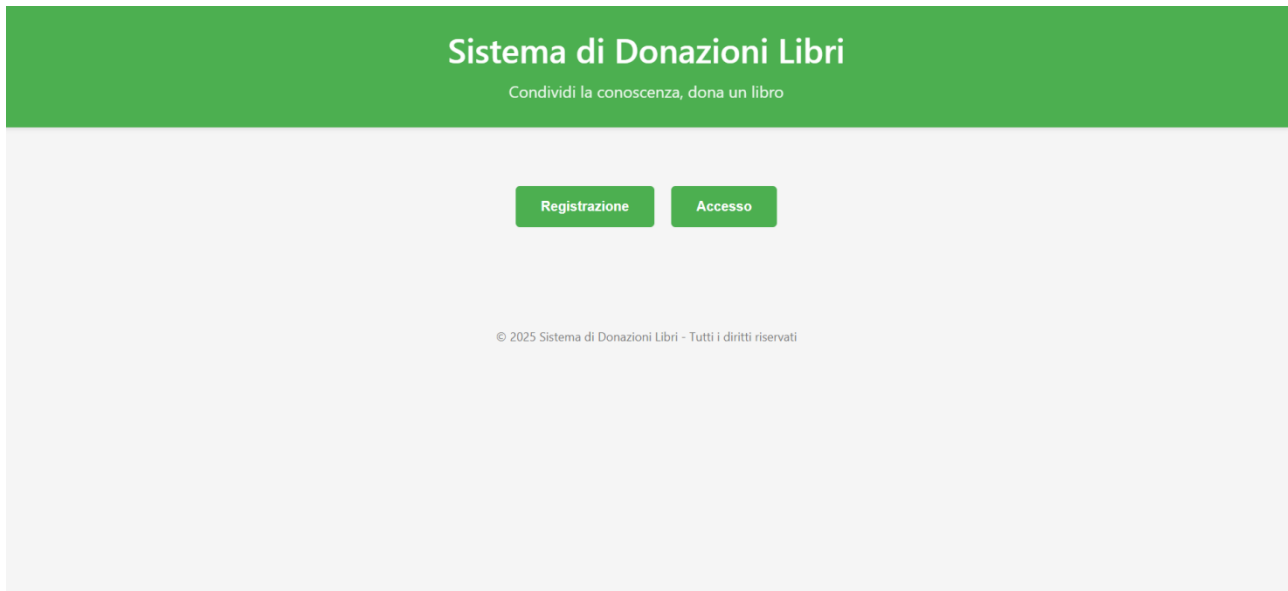 Sistema di Donazioni Libri
Condividi la conoscenza, dona un libro
Registrazione
Accesso
© 2025 Sistema di Donazioni Libri - Tutti i diritti riservati